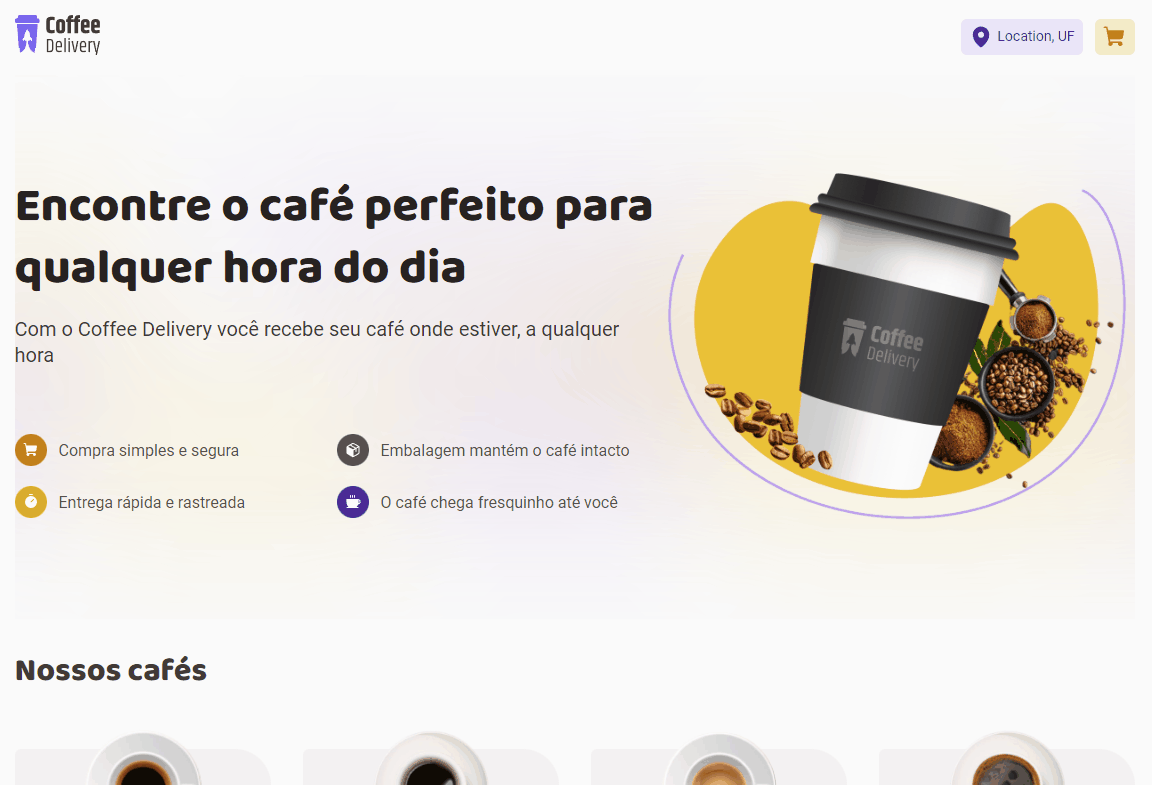 Coffee
Delivery
Location, UF
Encontre o café perfeito para
qualquer hora do dia
Com o Coffee Delivery você recebe seu café onde estiver, a qualquer
hora
Coffee
Delivery
Compra simples e segura
Embalagem mantém o café intacto
Entrega rápida e rastreada
O café chega fresquinho até você
Nossos cafés